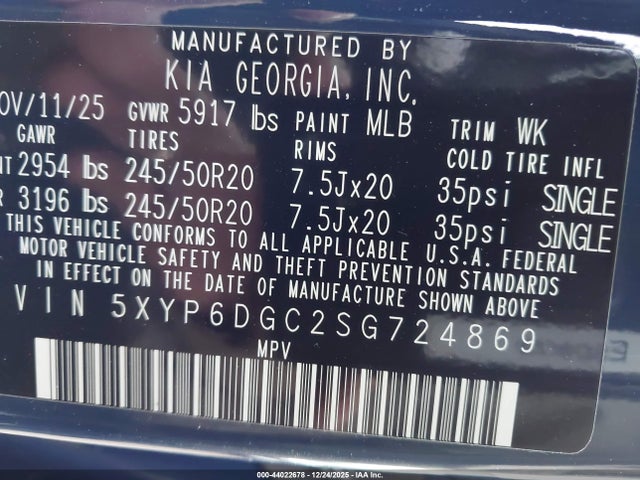 MANUFACTURED BY
KIA GEORGIA, INC.
OV/11/25 GVWR 5917 lbs PAINT MLB TRIM WK
GAWR TIRES RIMS COLD TIRE INFL
NT 2954 lbs 245/50R20 7.5Jx20 35psi SINGLE
R 3196 lbs 245/50R20 7.5Jx20 35psi SINGLE
THIS VEHICLE CONFORMS TO ALL APPLICABLE U.S.A. FEDERAL
MOTOR VEHICLE SAFETY AND THEFT PREVENTION STANDARDS
IN EFFECT ON THE DATE OF MANUFACTURE SHOWN ABOVE
VIN 5XYP6DGC2SG724869
MPV
000-44022678 - 12/24/2025 - IAA Inc.